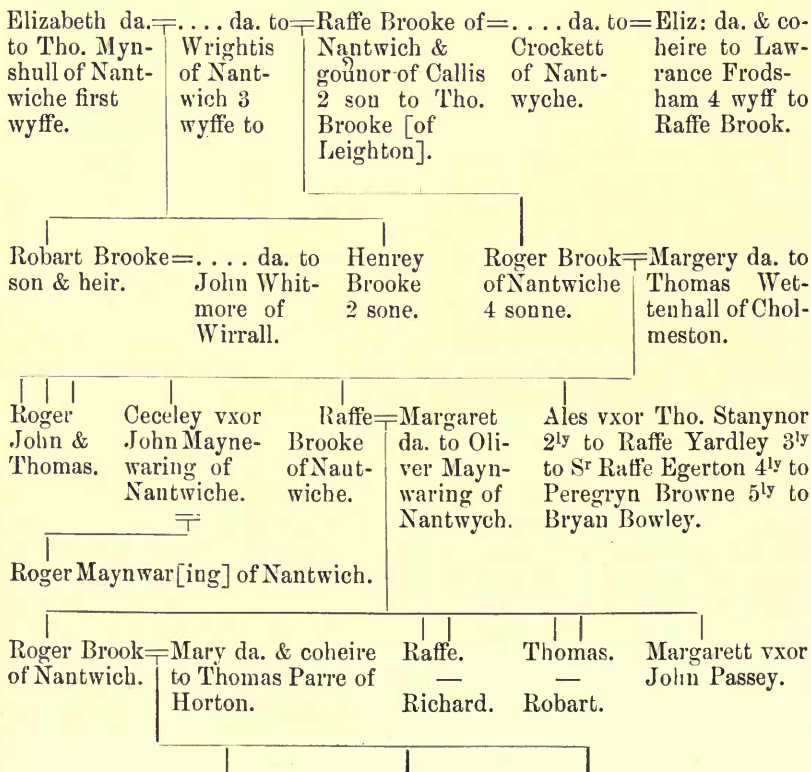 Elizabeth da.
to Tho. Myn-
shull of Nant-
wiche first
wyffe.
. . . . da. to
Wrightis
of Nant-
wich 3
wyffe to
Raffe Brooke of
Nantwich &
gounor of Callis
2 son to Tho.
Brooke [of
Leighton].
. . . . da. to
Crockett
of Nant-
wyche.
Eliz: da. & co-
heire to Law-
rance Frods-
ham 4 wyff to
Raffe Brook.
Robart Brooke
son & heir.
. . . . da. to
John Whit-
more of
Wirrall.
Henrey
Brooke
2 sone.
Roger Brook
of Nantwiche
4 sonne.
Margery da. to
Thomas Wet-
tenhall of Chol-
meston.
Roger
John &
Thomas.
Ceceley vxor
John Mayne-
waring of
Nantwiche.
Raffe
Brooke
of Nant-
wiche.
Margaret
da. to Oli-
ver Mayn-
waring of
Nantwych.
Ales vxor Tho. Stanynor
2ly to Raffe Yardley 3ly
to Sr Raffe Egerton 4ly to
Peregryn Browne 5ly to
Bryan Bowley.
Roger Maynwar[ing] of Nantwich.
Roger Brook
of Nantwich.
Mary da. & coheire
to Thomas Parre of
Horton.
Raffe.
—
Richard.
Thomas.
—
Robart.
Margarett vxor
John Passey.